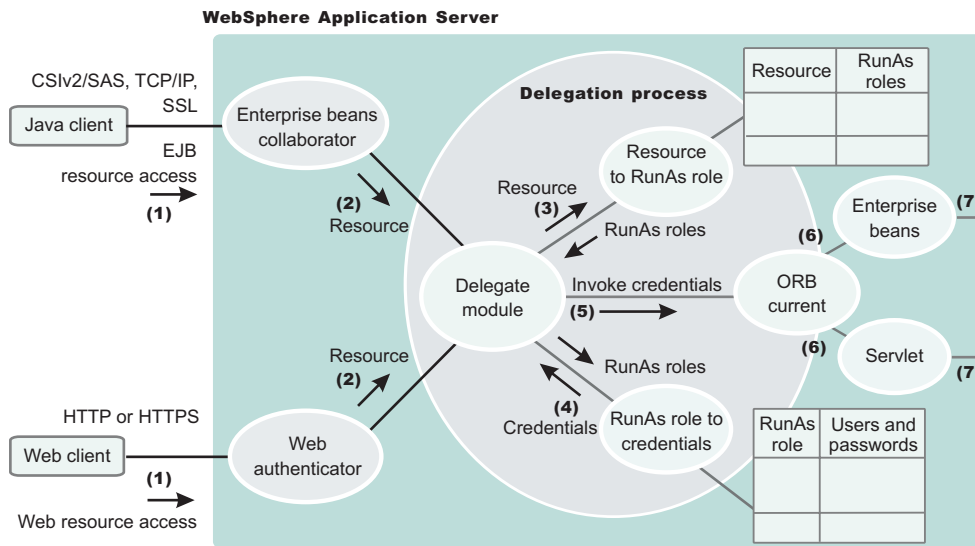 WebSphere Application Server
CSIv2/SAS, TCP/IP,
SSL
Java client
EJB
resource access
(1)
Enterprise beans
collaborator
(2)
Resource
Delegation process
Resource
RunAs
roles
Resource
to RunAs role
Resource
(3)
RunAs roles
Enterprise
beans
(7
(6)
Delegate
module
Invoke credentials
(5)
ORB
current
(6)
Servlet
(7
Resource
(2)
RunAs roles
(4)
Credentials
RunAs role to
credentials
RunAs
role
Users and
passwords
HTTP or HTTPS
Web client
(1)
Web resource access
Web
authenticator